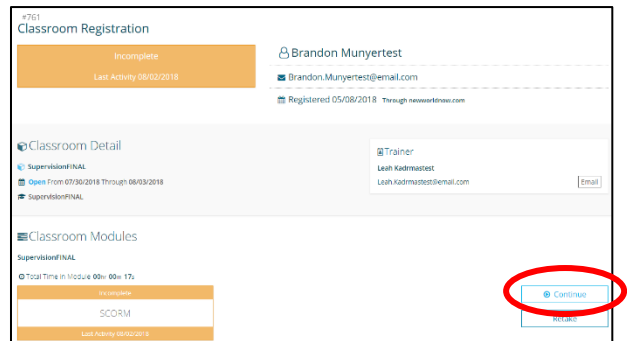 #761
Classroom Registration
Incomplete
Last Activity 08/02/2018
Brandon Munyertest
Brandon.Munyertest@email.com
Registered 05/08/2018 Through newworldnow.com
Classroom Detail
SupervisionFINAL
Open From 07/30/2018 Through 08/03/2018
SupervisionFINAL
Trainer
Leah Kadrmastest
Leah.Kadrmastest@email.com
Email
Classroom Modules
SupervisionFINAL
Total Time in Module 00hr 00m 17s
Incomplete
SCORM
Last Activity 08/02/2018
Continue
Retake